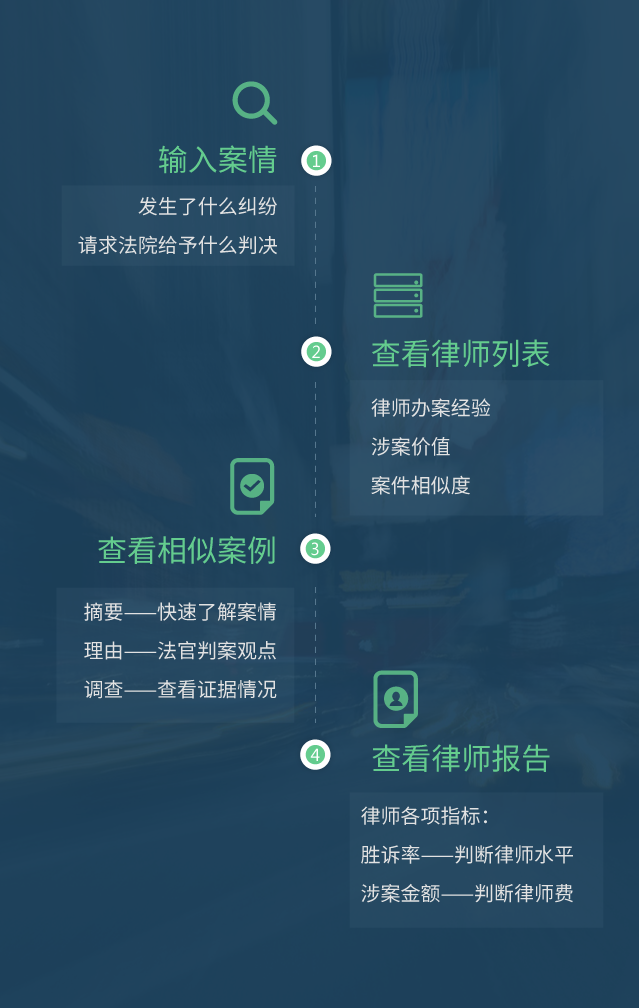 输入案情
1
发生了什么纠纷
请求法院给予什么判决
2
查看律师列表
律师办案经验
涉案价值
案件相似度
查看相似案例
3
摘要——快速了解案情
理由——法官判案观点
调查——查看证据情况
4
查看律师报告
律师各项指标：
胜诉率——判断律师水平
涉案金额——判断律师费